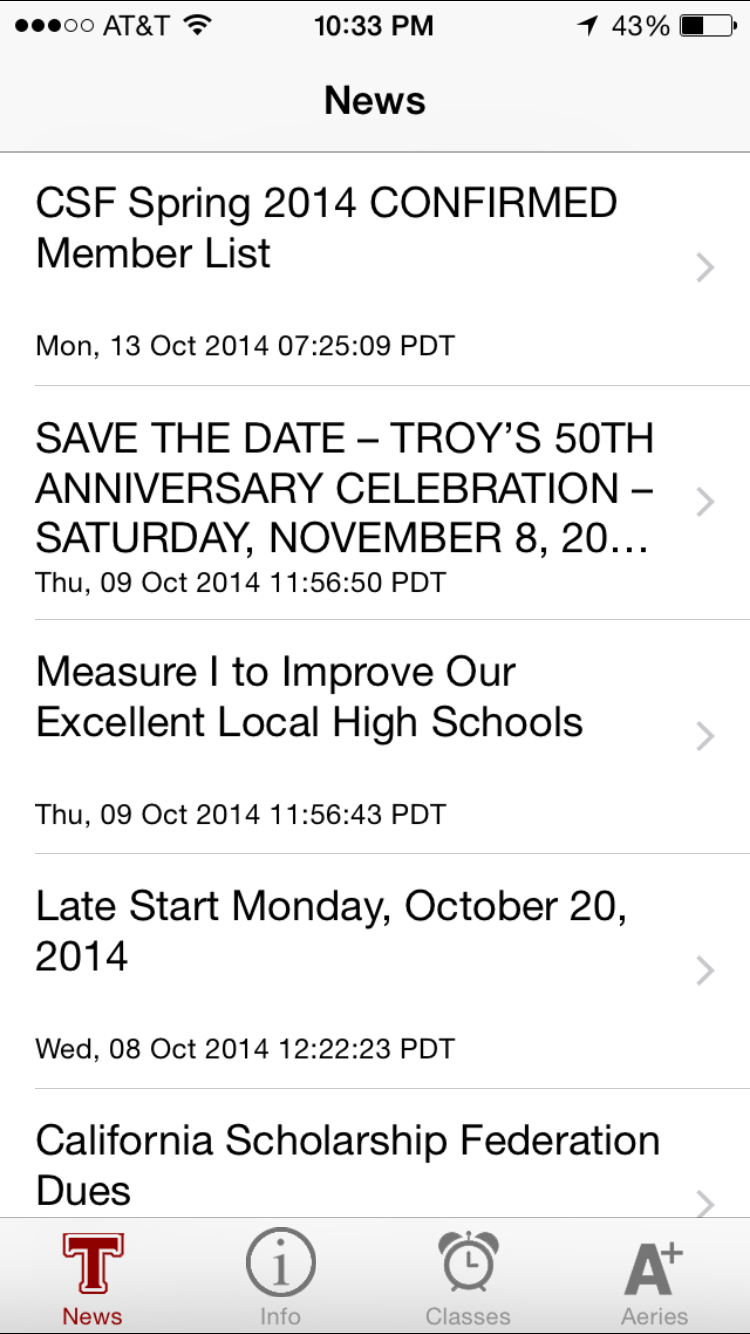 AT&T 10:33 PM 43%
News
CSF Spring 2014 CONFIRMED
Member List
Mon, 13 Oct 2014 07:25:09 PDT
SAVE THE DATE – TROY’S 50TH
ANNIVERSARY CELEBRATION –
SATURDAY, NOVEMBER 8, 20...
Thu, 09 Oct 2014 11:56:50 PDT
Measure I to Improve Our
Excellent Local High Schools
Thu, 09 Oct 2014 11:56:43 PDT
Late Start Monday, October 20,
2014
Wed, 08 Oct 2014 12:22:23 PDT
California Scholarship Federation
Dues
T i A+
News Info Classes Aeries